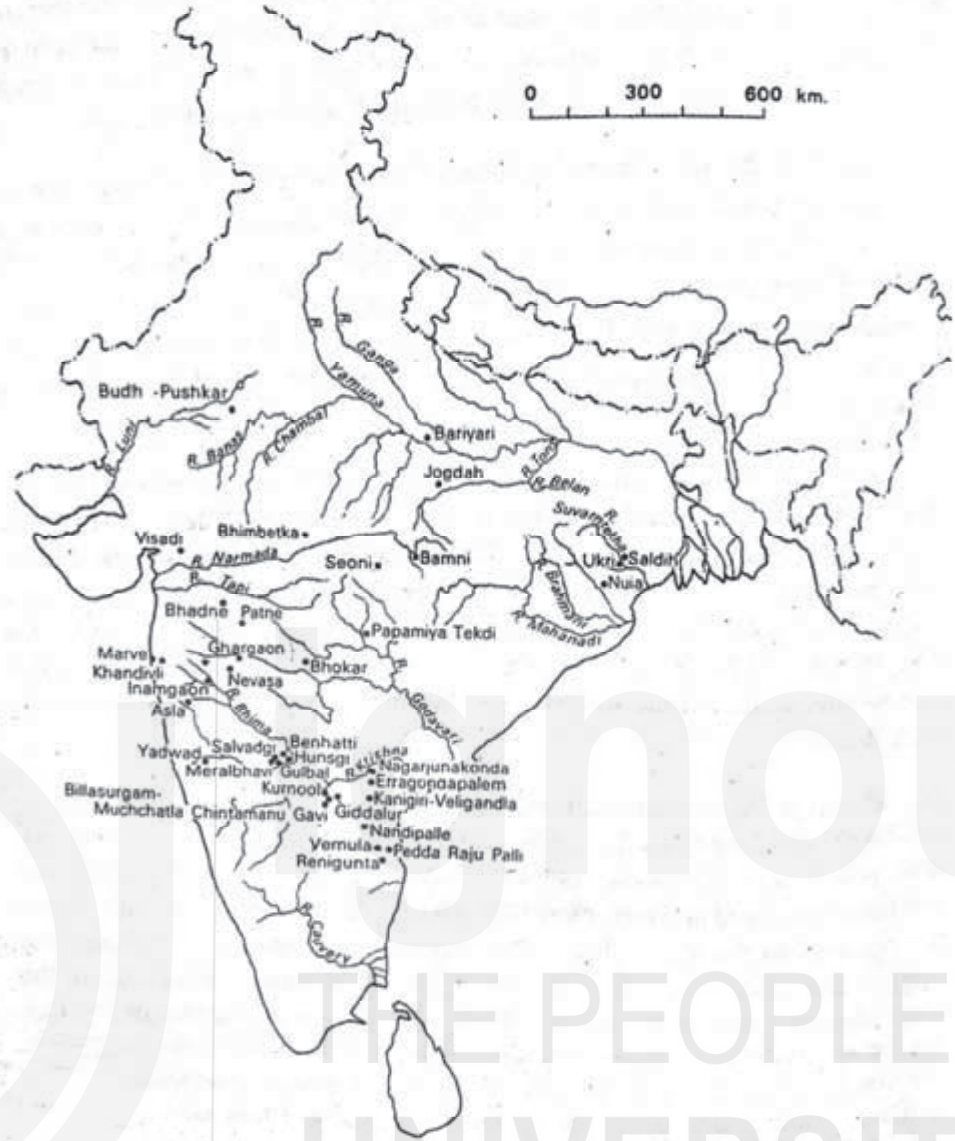 0 300 600 km.
Budh -Pushkar
R. Luni
R. Banas
R. Chambal
R. Yamuna
R. Ganga
Bariyari
R. Tons
R. Belan
Jogdah
Bhimbetka
Visadi
R. Narmada
Seoni
Bamni
Ukri
Saldih
Nuia
R. Brahmani
R. Mahanadi
R. Tapi
Bhadne
Patne
Papamiya Tekdi
Marve
Khandivli
Ghargaon
Bhokar
Inamgaon
Nevasa
R. Godavari
Asla
R. Bhima
Benhatti
Salvadgi
Hunsgi
Yadwad
Meralbhavi
Gulbal
R. Krishna
Nagarjunakonda
Kurnool
Erragondapalem
Billasurgam-
Muchchatla Chintamanu Gavi
Giddalur
Kanigiri-Veligandla
Nandipalle
Vemula
Pedda Raju Palli
Renigunta
R. Cauvery
ignou
THE PEOPLE
UNIVERSIT